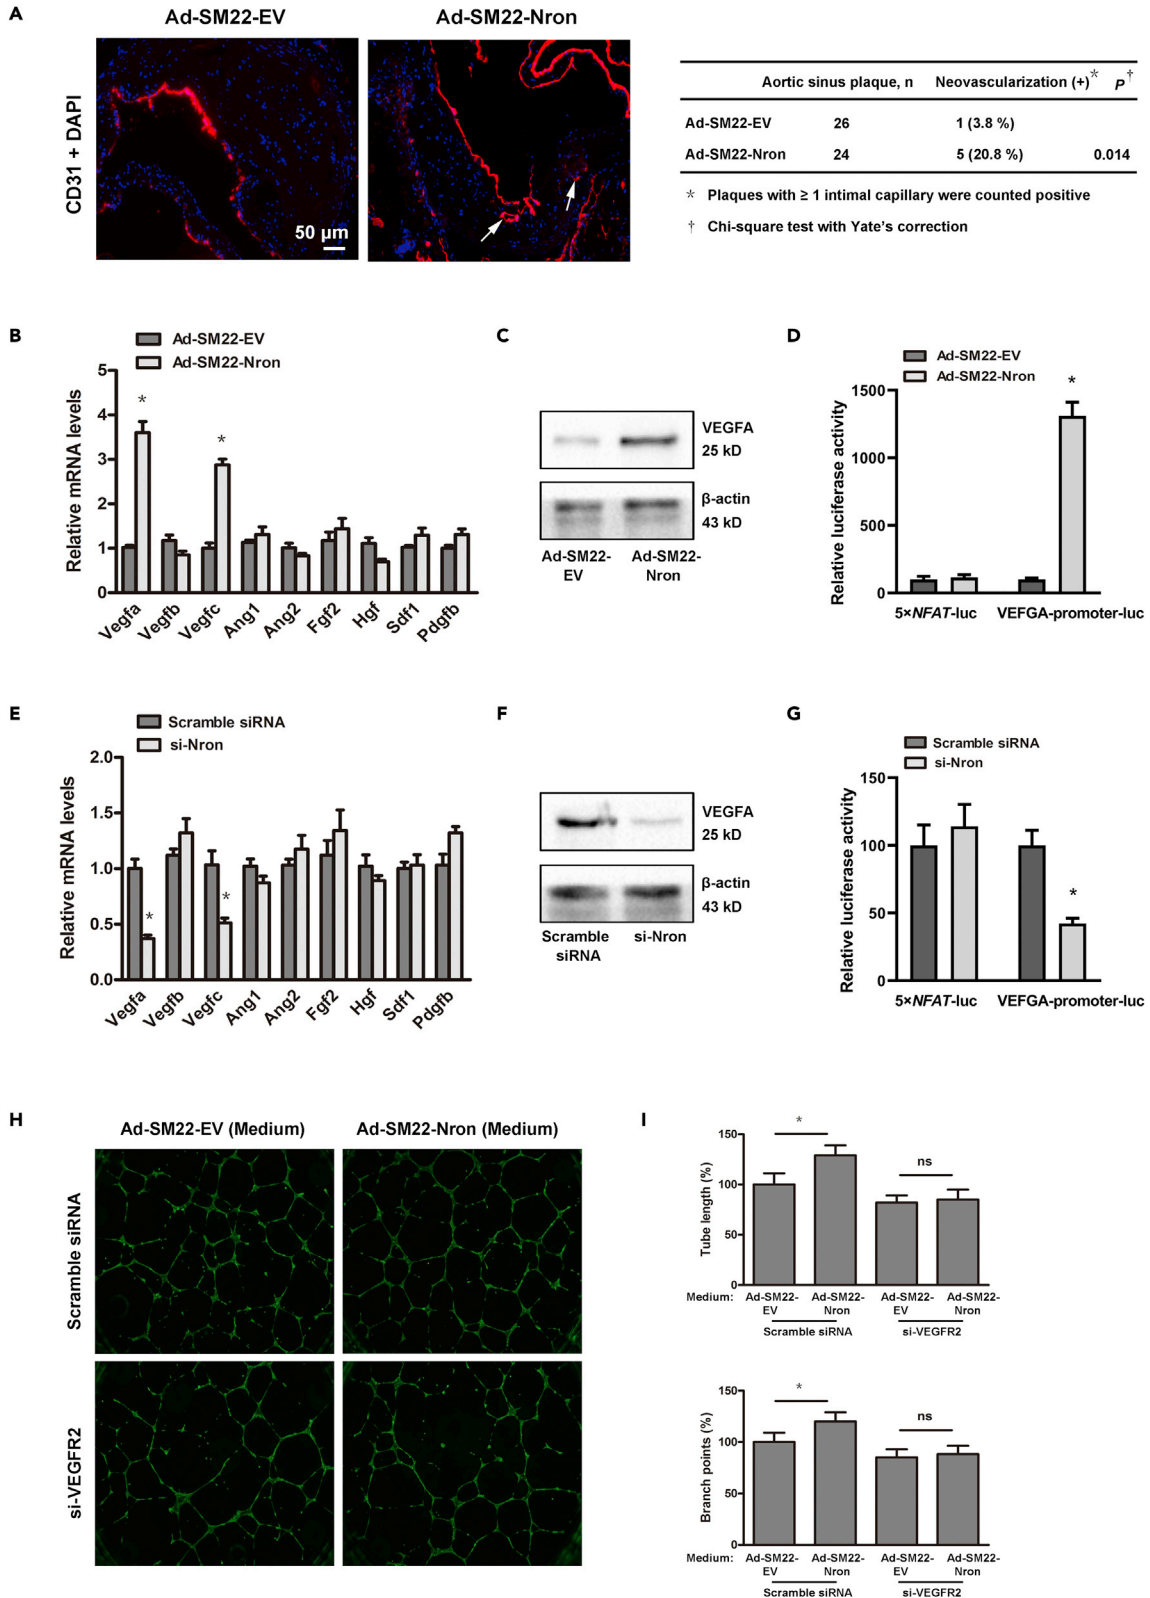 A
Ad-SM22-EV
Ad-SM22-Nron
CD31 + DAPI
50 µm
Aortic sinus plaque, n Neovascularization (+)* P†
Ad-SM22-EV 26 1 (3.8 %)
Ad-SM22-Nron 24 5 (20.8 %) 0.014
* Plaques with ≥ 1 intimal capillary were counted positive
† Chi-square test with Yate's correction
B
Ad-SM22-EV
Ad-SM22-Nron
Relative mRNA levels
5
4
3
2
1
0
*
*
Vegfa Vegfb Vegfc Ang1 Ang2 Fgf2 Hgf Sdf1 Pdgfb
C
VEGFA
25 kD
β-actin
43 kD
Ad-SM22-EV
Ad-SM22-Nron
D
Ad-SM22-EV
Ad-SM22-Nron
Relative luciferase activity
1500
1000
500
0
*
5×NFAT-luc VEFGA-promoter-luc
E
Scramble siRNA
si-Nron
Relative mRNA levels
2.0
1.5
1.0
0.5
0.0
*
*
Vegfa Vegfb Vegfc Ang1 Ang2 Fgf2 Hgf Sdf1 Pdgfb
F
VEGFA
25 kD
β-actin
43 kD
Scramble siRNA
si-Nron
G
Scramble siRNA
si-Nron
Relative luciferase activity
150
100
50
0
*
5×NFAT-luc VEFGA-promoter-luc
H
Ad-SM22-EV (Medium)
Ad-SM22-Nron (Medium)
Scramble siRNA
si-VEGFR2
I
Tube length (%)
150
100
50
0
*
ns
Medium: Ad-SM22-EV Ad-SM22-Nron Ad-SM22-EV Ad-SM22-Nron
Scramble siRNA si-VEGFR2
Branch points (%)
150
100
50
0
*
ns
Medium: Ad-SM22-EV Ad-SM22-Nron Ad-SM22-EV Ad-SM22-Nron
Scramble siRNA si-VEGFR2